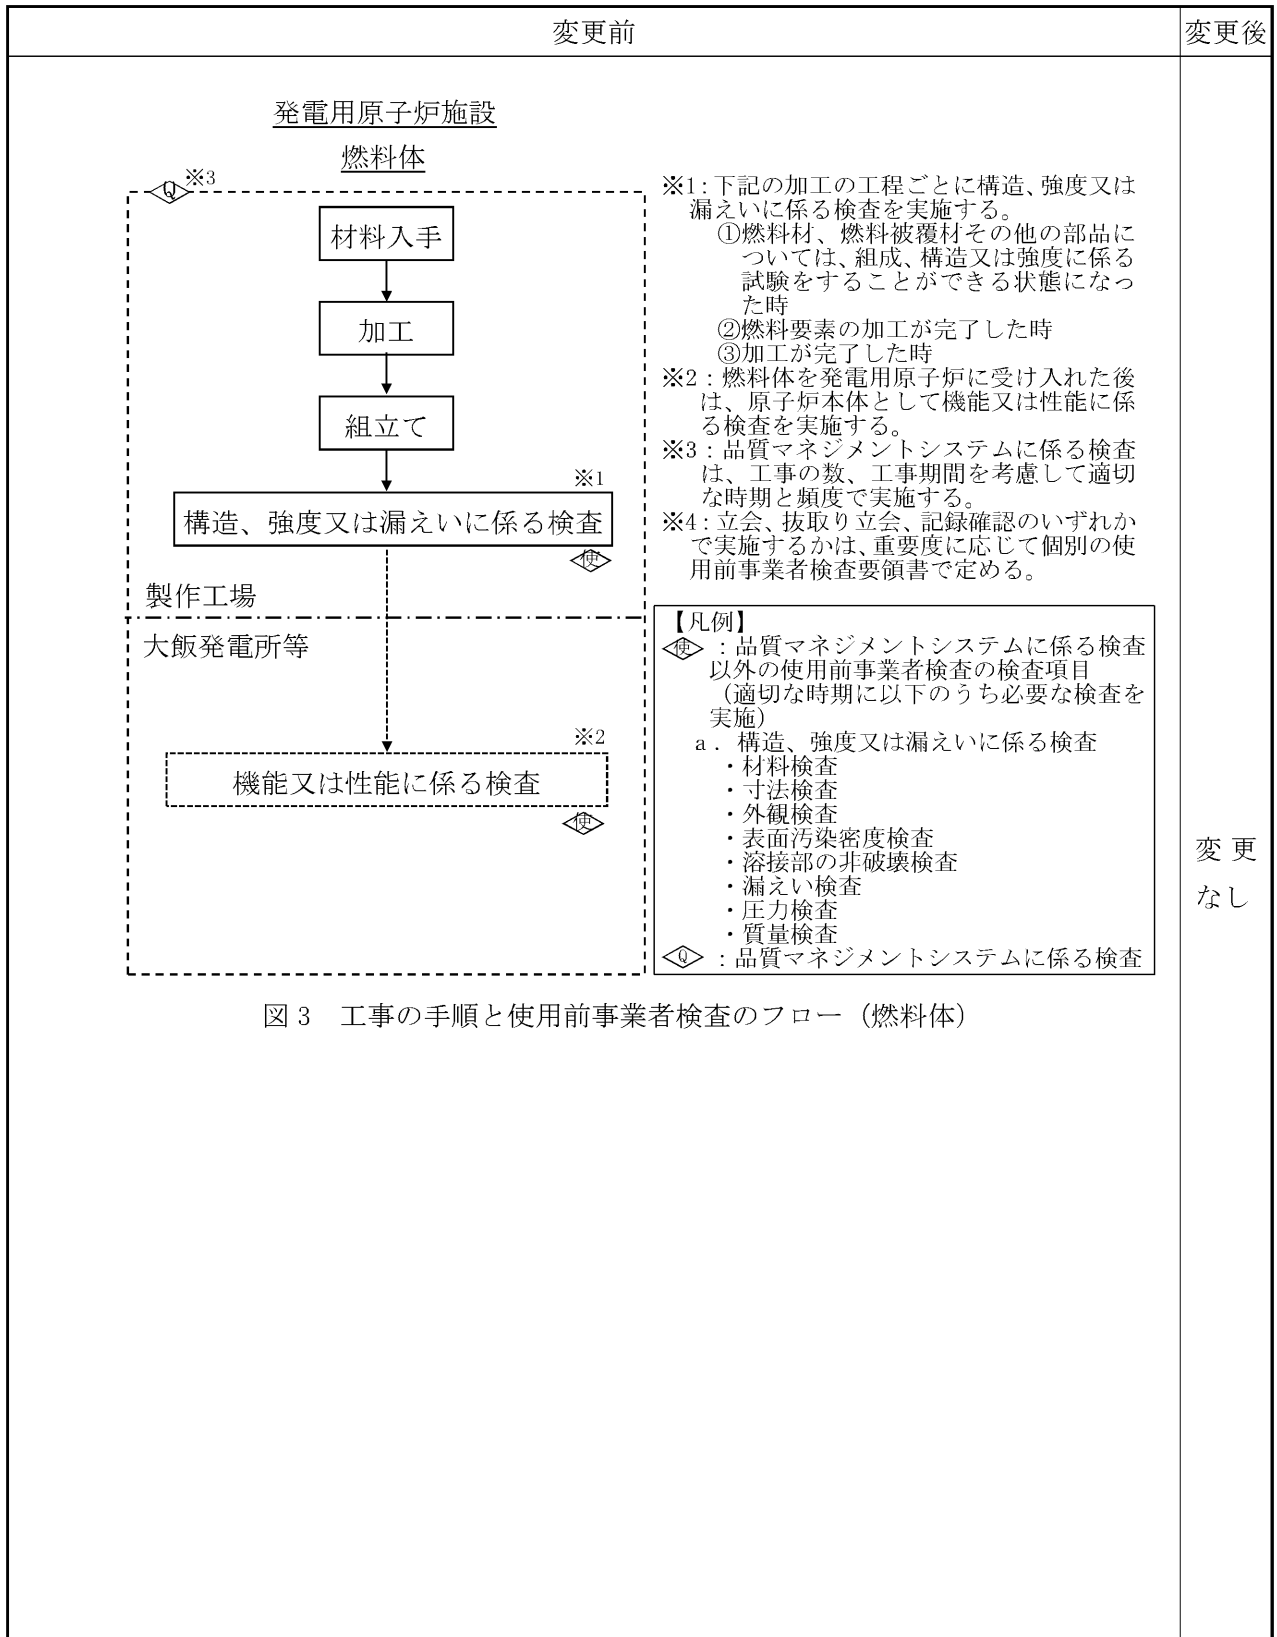 変更前
変更後
発電用原子炉施設
燃料体
Q
※3
材料入手
加工
組立て
※1
構造、強度又は漏えいに係る検査
使
製作工場
大飯発電所等
※2
機能又は性能に係る検査
使
※1：下記の加工の工程ごとに構造、強度又は
漏えいに係る検査を実施する。
①燃料材、燃料被覆材その他の部品に
ついては、組成、構造又は強度に係る
試験をすることができる状態になっ
た時
②燃料要素の加工が完了した時
③加工が完了した時
※2：燃料体を発電用原子炉に受け入れた後
は、原子炉本体として機能又は性能に係
る検査を実施する。
※3：品質マネジメントシステムに係る検査
は、工事の数、工事期間を考慮して適切
な時期と頻度で実施する。
※4：立会、抜取り立会、記録確認のいずれか
で実施するかは、重要度に応じて個別の使
用前事業者検査要領書で定める。
【凡例】
使：品質マネジメントシステムに係る検査
以外の使用前事業者検査の検査項目
（適切な時期に以下のうち必要な検査を
実施）
a．構造、強度又は漏えいに係る検査
・材料検査
・寸法検査
・外観検査
・表面汚染密度検査
・溶接部の非破壊検査
・漏えい検査
・圧力検査
・質量検査
Q：品質マネジメントシステムに係る検査
図3　工事の手順と使用前事業者検査のフロー（燃料体）
変更
なし